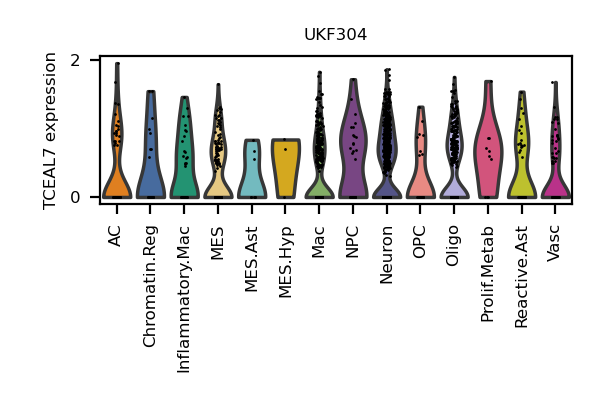 UKF304
TCEAL7 expression
2
0
AC
Chromatin.Reg
Inflammatory.Mac
MES
MES.Ast
MES.Hyp
Mac
NPC
Neuron
OPC
Oligo
Prolif.Metab
Reactive.Ast
Vasc